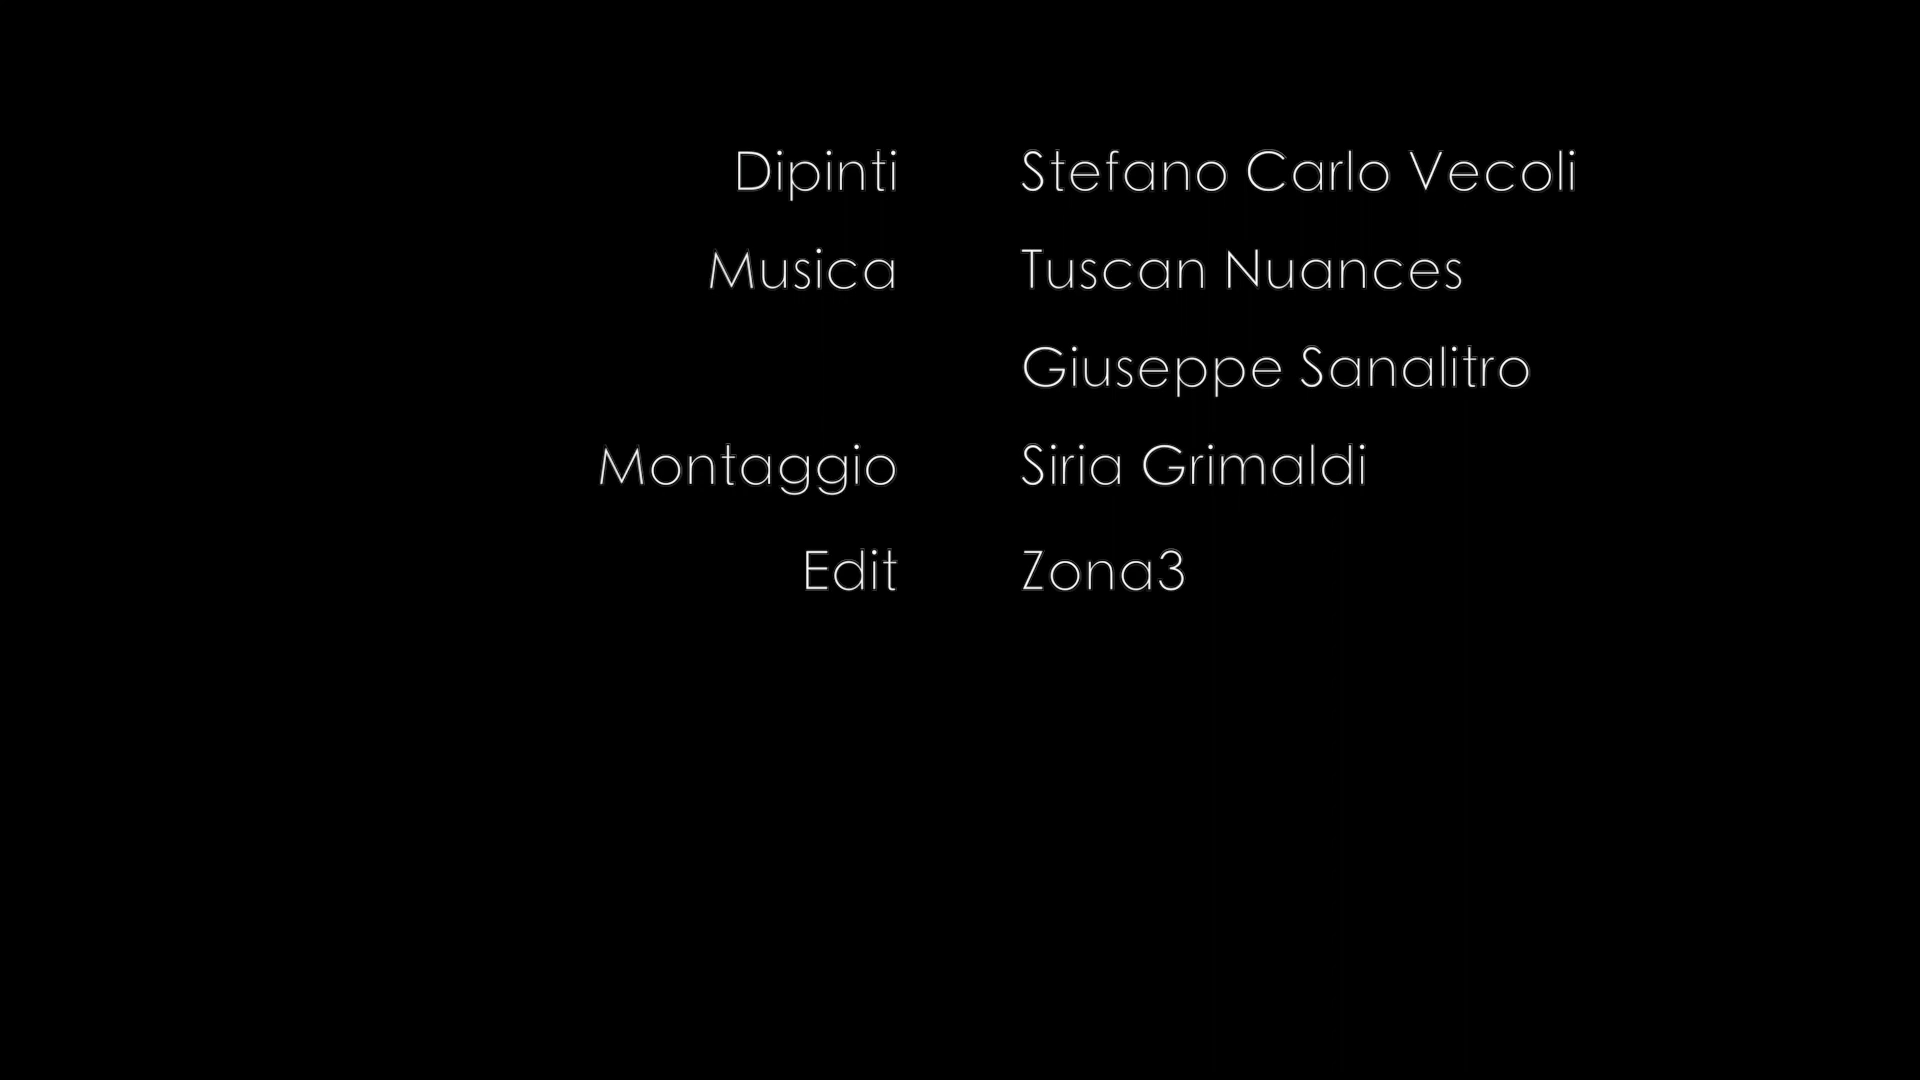 Dipinti Stefano Carlo Vecoli
Musica Tuscan Nuances
Giuseppe Sanalitro
Montaggio Siria Grimaldi
Edit Zona3